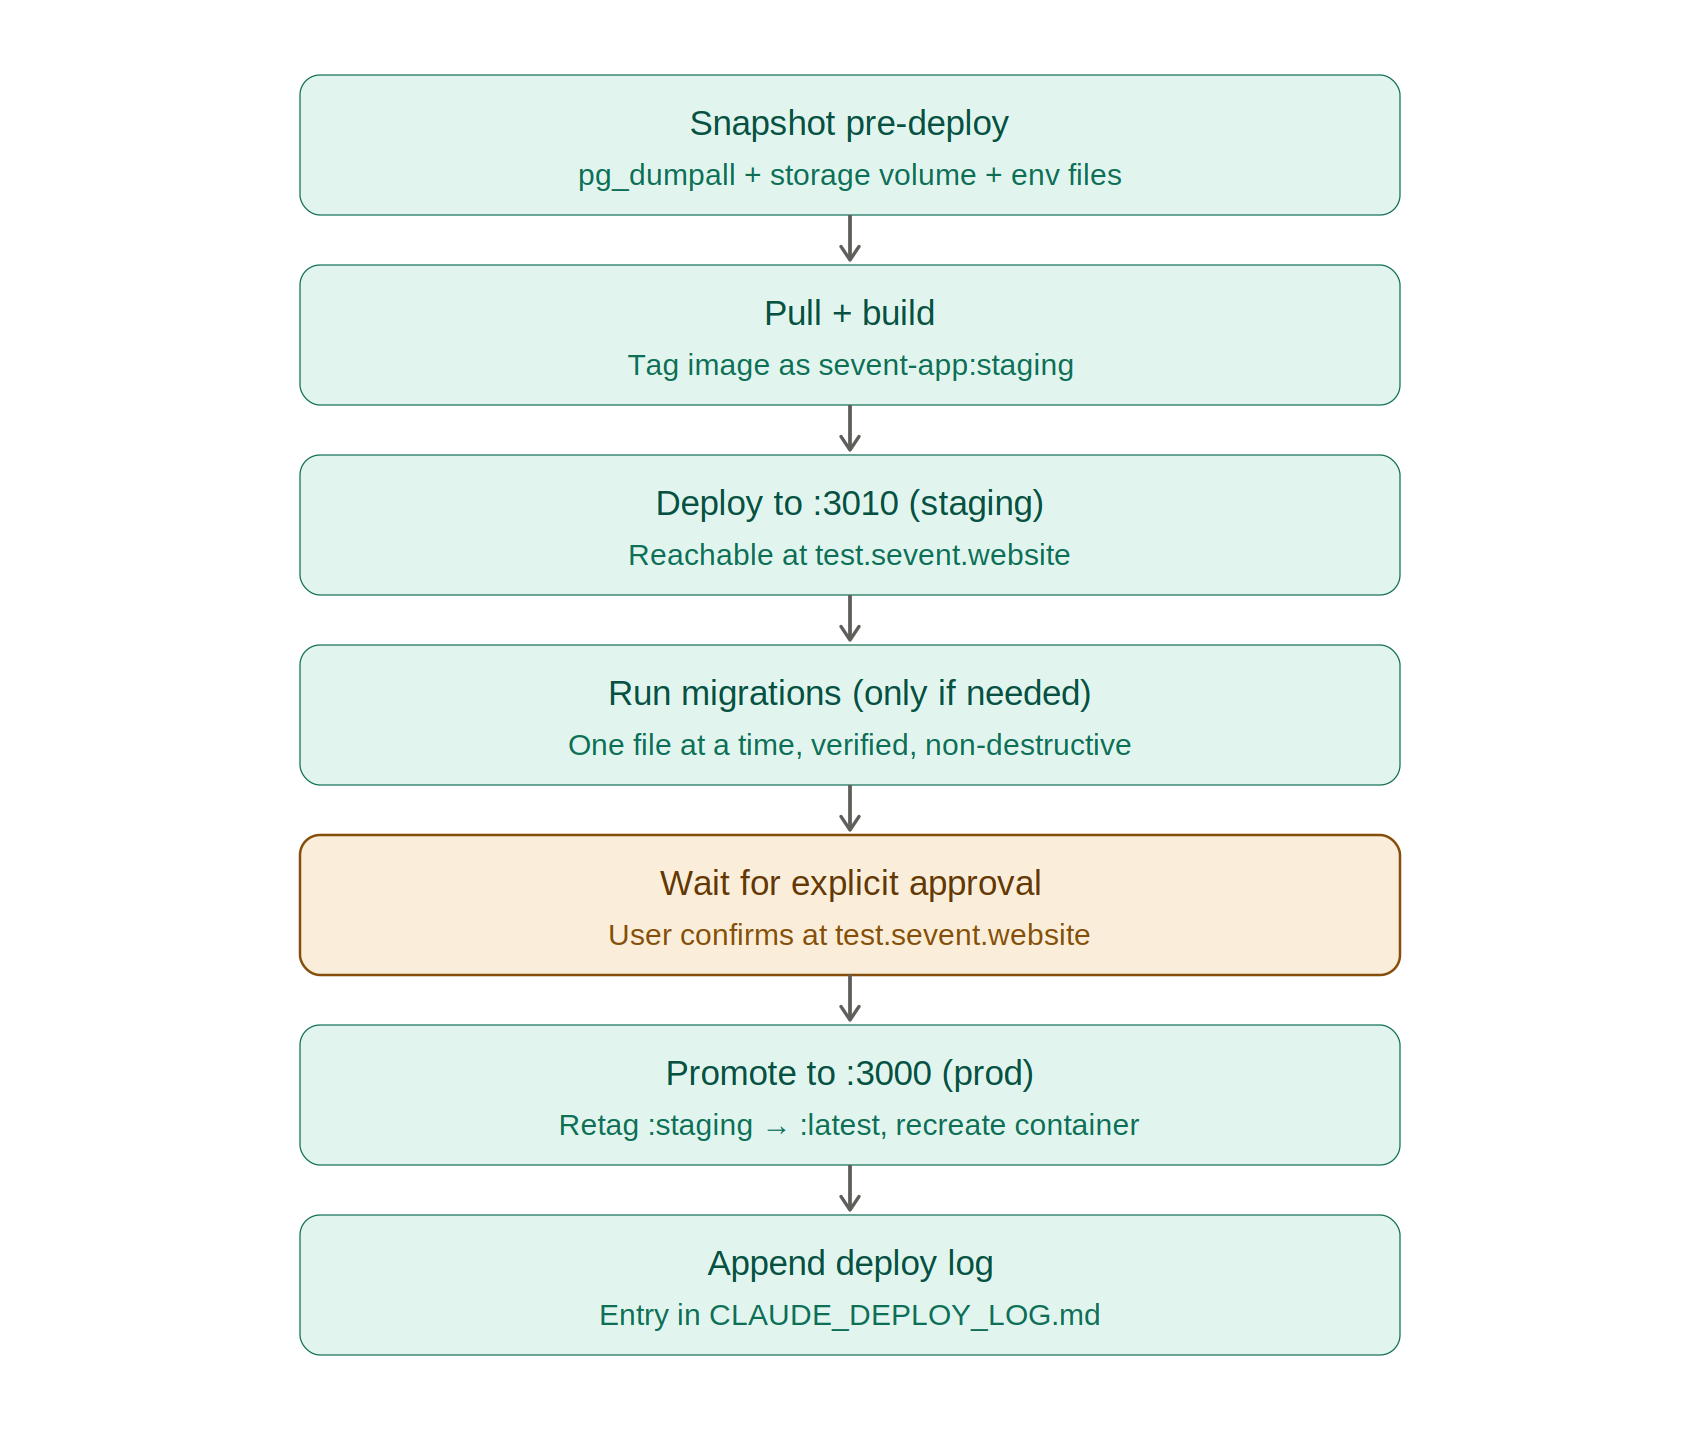 Snapshot pre-deploy
pg_dumpall + storage volume + env files
Pull + build
Tag image as sevent-app:staging
Deploy to :3010 (staging)
Reachable at test.sevent.website
Run migrations (only if needed)
One file at a time, verified, non-destructive
Wait for explicit approval
User confirms at test.sevent.website
Promote to :3000 (prod)
Retag :staging → :latest, recreate container
Append deploy log
Entry in CLAUDE_DEPLOY_LOG.md